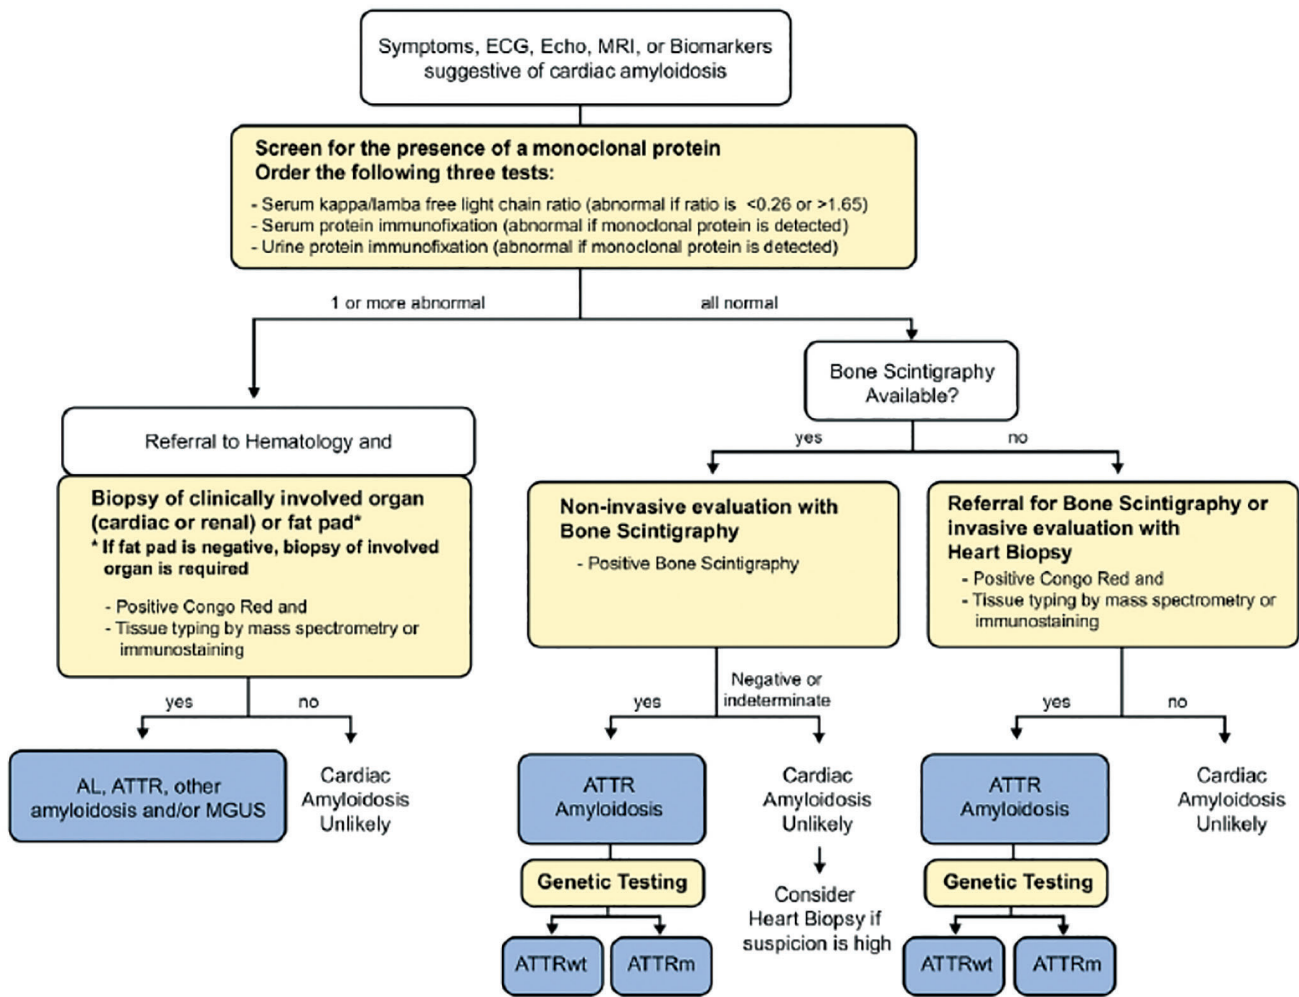 Symptoms, ECG, Echo, MRI, or Biomarkers
suggestive of cardiac amyloidosis
Screen for the presence of a monoclonal protein
Order the following three tests:
- Serum kappa/lamba free light chain ratio (abnormal if ratio is <0.26 or >1.65)
- Serum protein immunofixation (abnormal if monoclonal protein is detected)
- Urine protein immunofixation (abnormal if monoclonal protein is detected)
1 or more abnormal
all normal
Referral to Hematology and
Biopsy of clinically involved organ
(cardiac or renal) or fat pad*
* If fat pad is negative, biopsy of involved
organ is required
- Positive Congo Red and
- Tissue typing by mass spectrometry or
immunostaining
yes
no
AL, ATTR, other
amyloidosis and/or MGUS
Cardiac
Amyloidosis
Unlikely
Bone Scintigraphy
Available?
yes
no
Non-invasive evaluation with
Bone Scintigraphy
- Positive Bone Scintigraphy
yes
Negative or
indeterminate
ATTR
Amyloidosis
Genetic Testing
ATTRwt
ATTRm
Cardiac
Amyloidosis
Unlikely
Consider
Heart Biopsy if
suspicion is high
Referral for Bone Scintigraphy or
invasive evaluation with
Heart Biopsy
- Positive Congo Red and
- Tissue typing by mass spectrometry or
immunostaining
yes
no
ATTR
Amyloidosis
Genetic Testing
ATTRwt
ATTRm
Cardiac
Amyloidosis
Unlikely